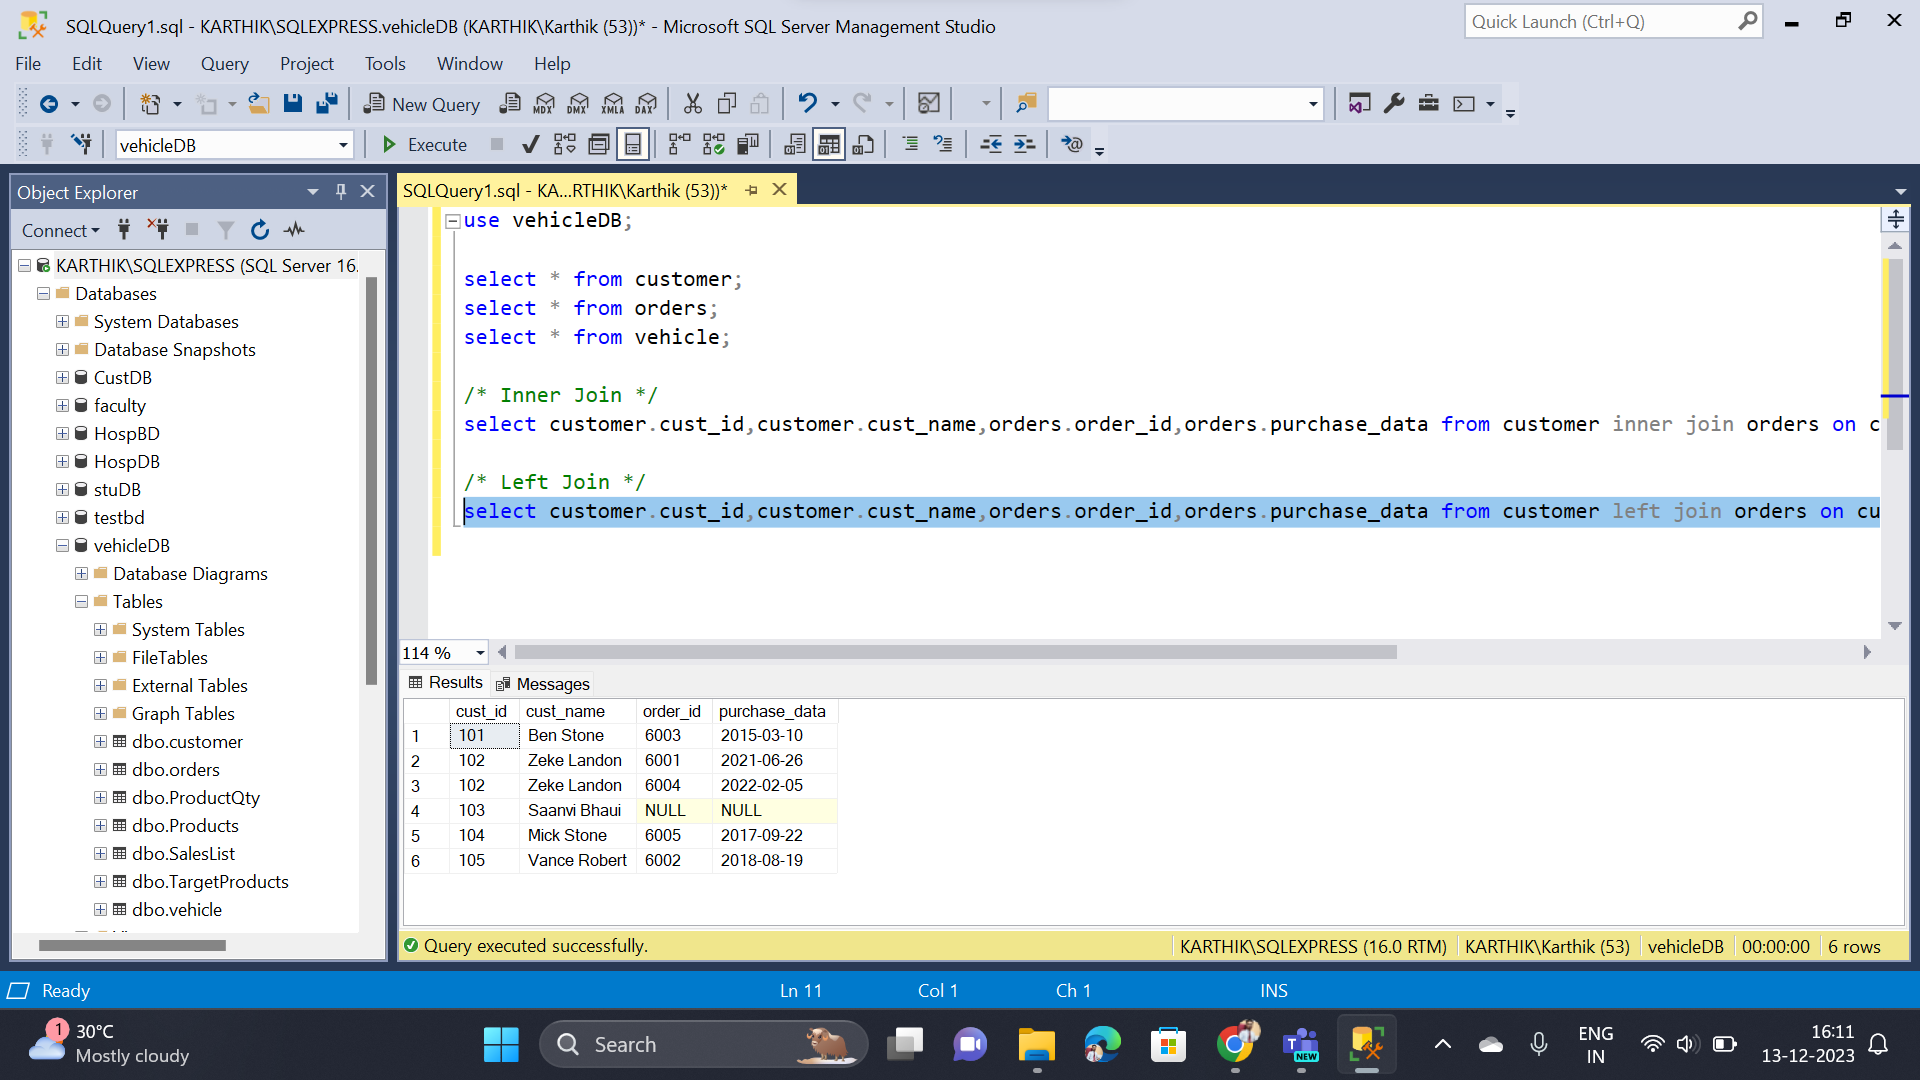 SQLQuery1.sql - KARTHIK\SQLEXPRESS.vehicleDB (KARTHIK\Karthik (53))* - Microsoft SQL Server Management Studio
Quick Launch (Ctrl+Q)
File Edit View Query Project Tools Window Help
New Query MDX DMX XMLA DAX
vehicleDB Execute
Object Explorer
SQLQuery1.sql - KA...RTHIK\Karthik (53))*
Connect
KARTHIK\SQLEXPRESS (SQL Server 16.
Databases
System Databases
Database Snapshots
CustDB
faculty
HospBD
HospDB
stuDB
testbd
vehicleDB
Database Diagrams
Tables
System Tables
FileTables
External Tables
Graph Tables
dbo.customer
dbo.orders
dbo.ProductQty
dbo.Products
dbo.SalesList
dbo.TargetProducts
dbo.vehicle
use vehicleDB;
select * from customer;
select * from orders;
select * from vehicle;
/* Inner Join */
select customer.cust_id,customer.cust_name,orders.order_id,orders.purchase_data from customer inner join orders on c
/* Left Join */
select customer.cust_id,customer.cust_name,orders.order_id,orders.purchase_data from customer left join orders on cu
114 %
Results Messages
cust_id cust_name order_id purchase_data
1 101 Ben Stone 6003 2015-03-10
2 102 Zeke Landon 6001 2021-06-26
3 102 Zeke Landon 6004 2022-02-05
4 103 Saanvi Bhaui NULL NULL
5 104 Mick Stone 6005 2017-09-22
6 105 Vance Robert 6002 2018-08-19
Query executed successfully.
KARTHIK\SQLEXPRESS (16.0 RTM) KARTHIK\Karthik (53) vehicleDB 00:00:00 6 rows
Ready Ln 11 Col 1 Ch 1 INS
1 30°C
Mostly cloudy
Search
NEW
ENG
IN
16:11
13-12-2023